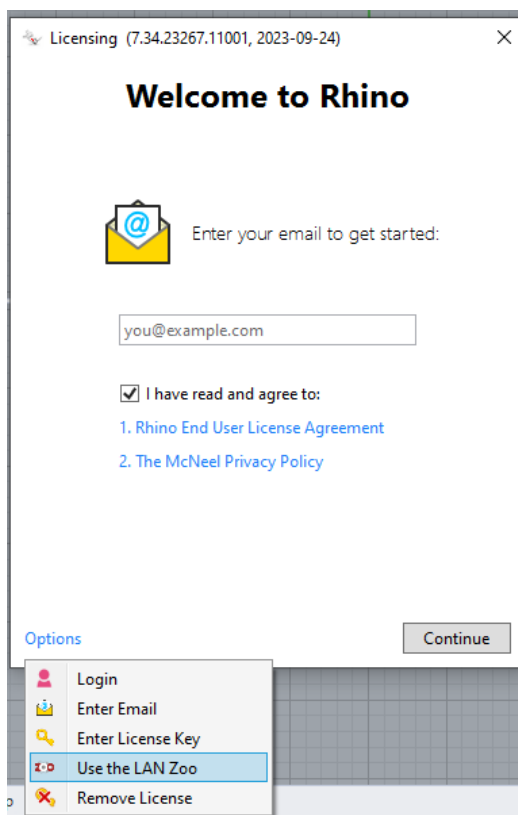 Licensing (7.34.23267.11001, 2023-09-24)
Welcome to Rhino
@
Enter your email to get started:
you@example.com
I have read and agree to:
1. Rhino End User License Agreement
2. The McNeel Privacy Policy
Options
Continue
Login
Enter Email
Enter License Key
Use the LAN Zoo
Remove License